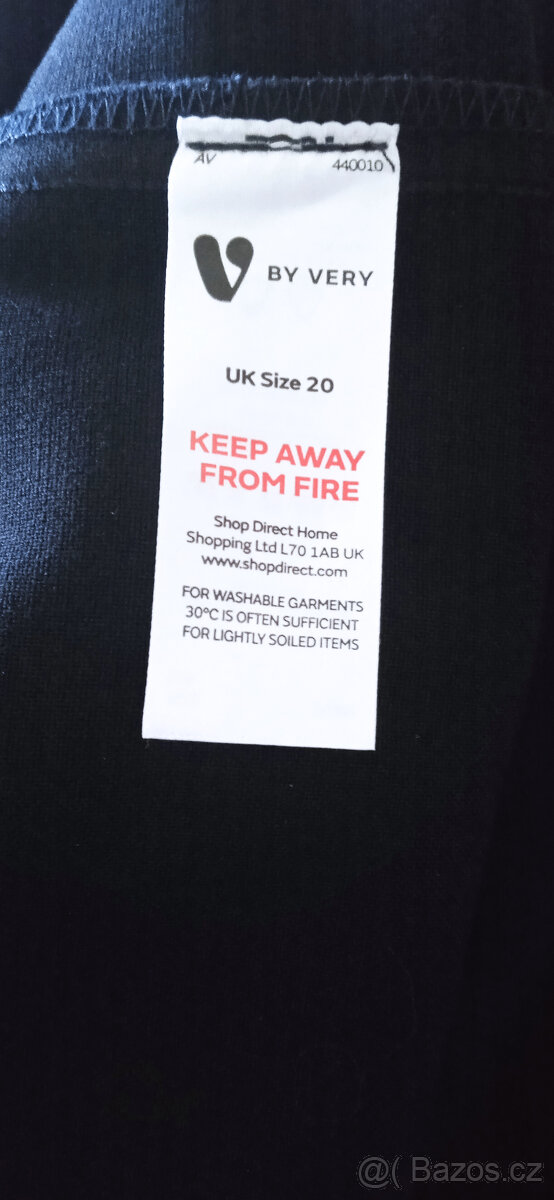 AV 440010
V BY VERY
UK Size 20
KEEP AWAY
FROM FIRE
Shop Direct Home
Shopping Ltd L70 1AB UK
www.shopdirect.com
FOR WASHABLE GARMENTS
30°C IS OFTEN SUFFICIENT
FOR LIGHTLY SOILED ITEMS
@( Bazos.cz